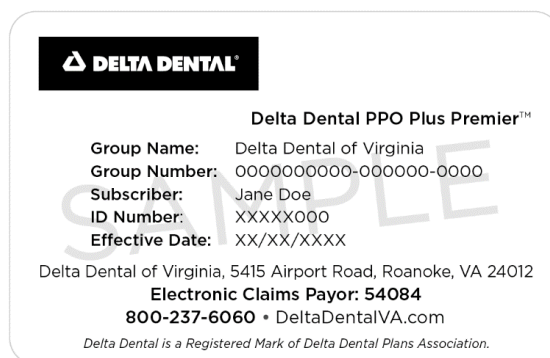 DELTA DENTAL®
Delta Dental PPO Plus Premier™
Group Name: Delta Dental of Virginia
Group Number: 0000000000-000000-0000
Subscriber: Jane Doe
ID Number: XXXXX000
Effective Date: XX/XX/XXXX
SAMPLE
Delta Dental of Virginia, 5415 Airport Road, Roanoke, VA 24012
Electronic Claims Payor: 54084
800-237-6060 • DeltaDentalVA.com
Delta Dental is a Registered Mark of Delta Dental Plans Association.